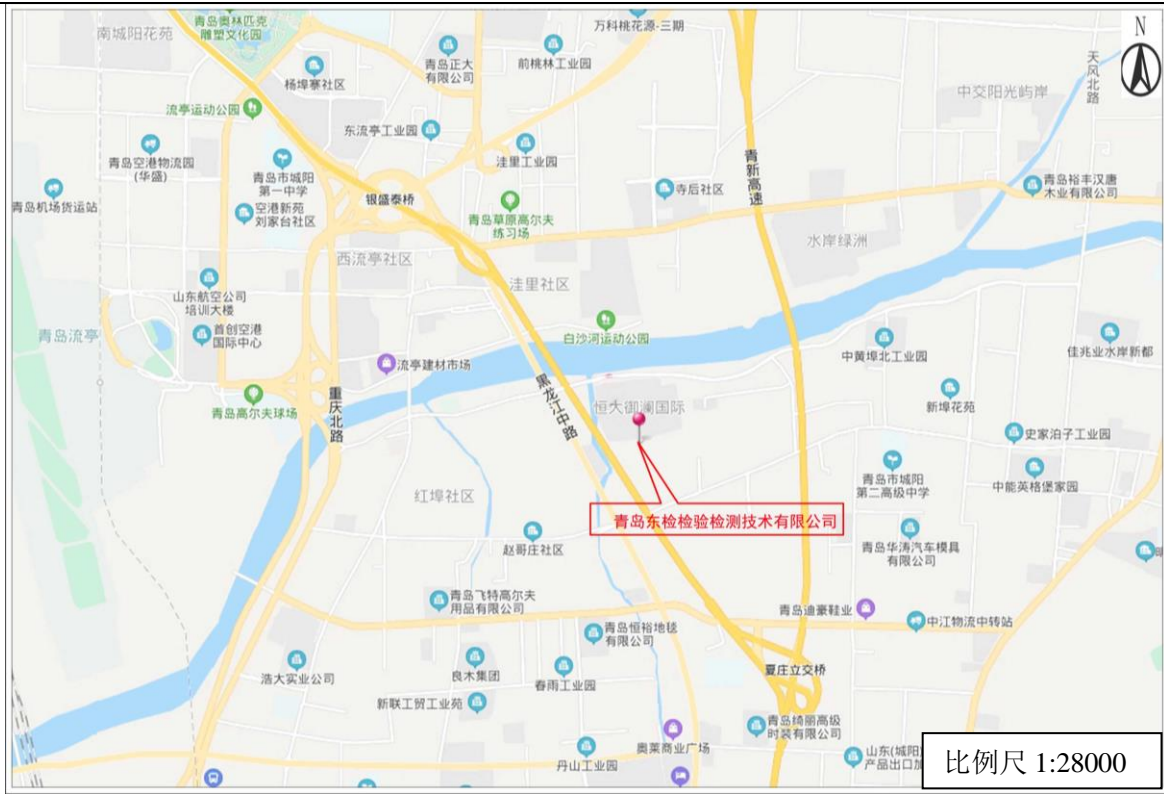 青岛奥林匹克
雕塑文化园
万科桃花源-三期
N
南城阳花苑
青岛正大
有限公司
前桃林工业园
天风北路
杨埠寨社区
中交阳光屿岸
流亭运动公园
东流亭工业园
青岛空港物流园
(华盛)
青岛市城阳
第一中学
洼里工业园
青新高速
寺后社区
青岛裕丰汉唐
木业有限公司
青岛机场货运站
空港新苑
刘家台社区
银盛泰桥
青岛草原高尔夫
练习场
水岸绿洲
西流亭社区
洼里社区
山东航空公司
培训大楼
青岛流亭
首创空港
国际中心
白沙河运动公园
中黄埠北工业园
佳兆业水岸新都
流亭建材市场
黑龙江中路
重庆北路
青岛高尔夫球场
恒大御澜国际
新埠花苑
史家泊子工业园
青岛市城阳
第二高级中学
中能英格堡家园
红埠社区
青岛东检检验检测技术有限公司
赵哥庄社区
青岛华涛汽车模具
有限公司
青岛飞特高尔夫
用品有限公司
青岛迪豪鞋业
中江物流中转站
青岛恒裕地毯
有限公司
浩大实业公司
良木集团
春雨工业园
夏庄立交桥
新联工贸工业苑
青岛绮丽高级
时装有限公司
奥莱商业广场
丹山工业园
山东(城阳
产品出口加
比例尺 1:28000